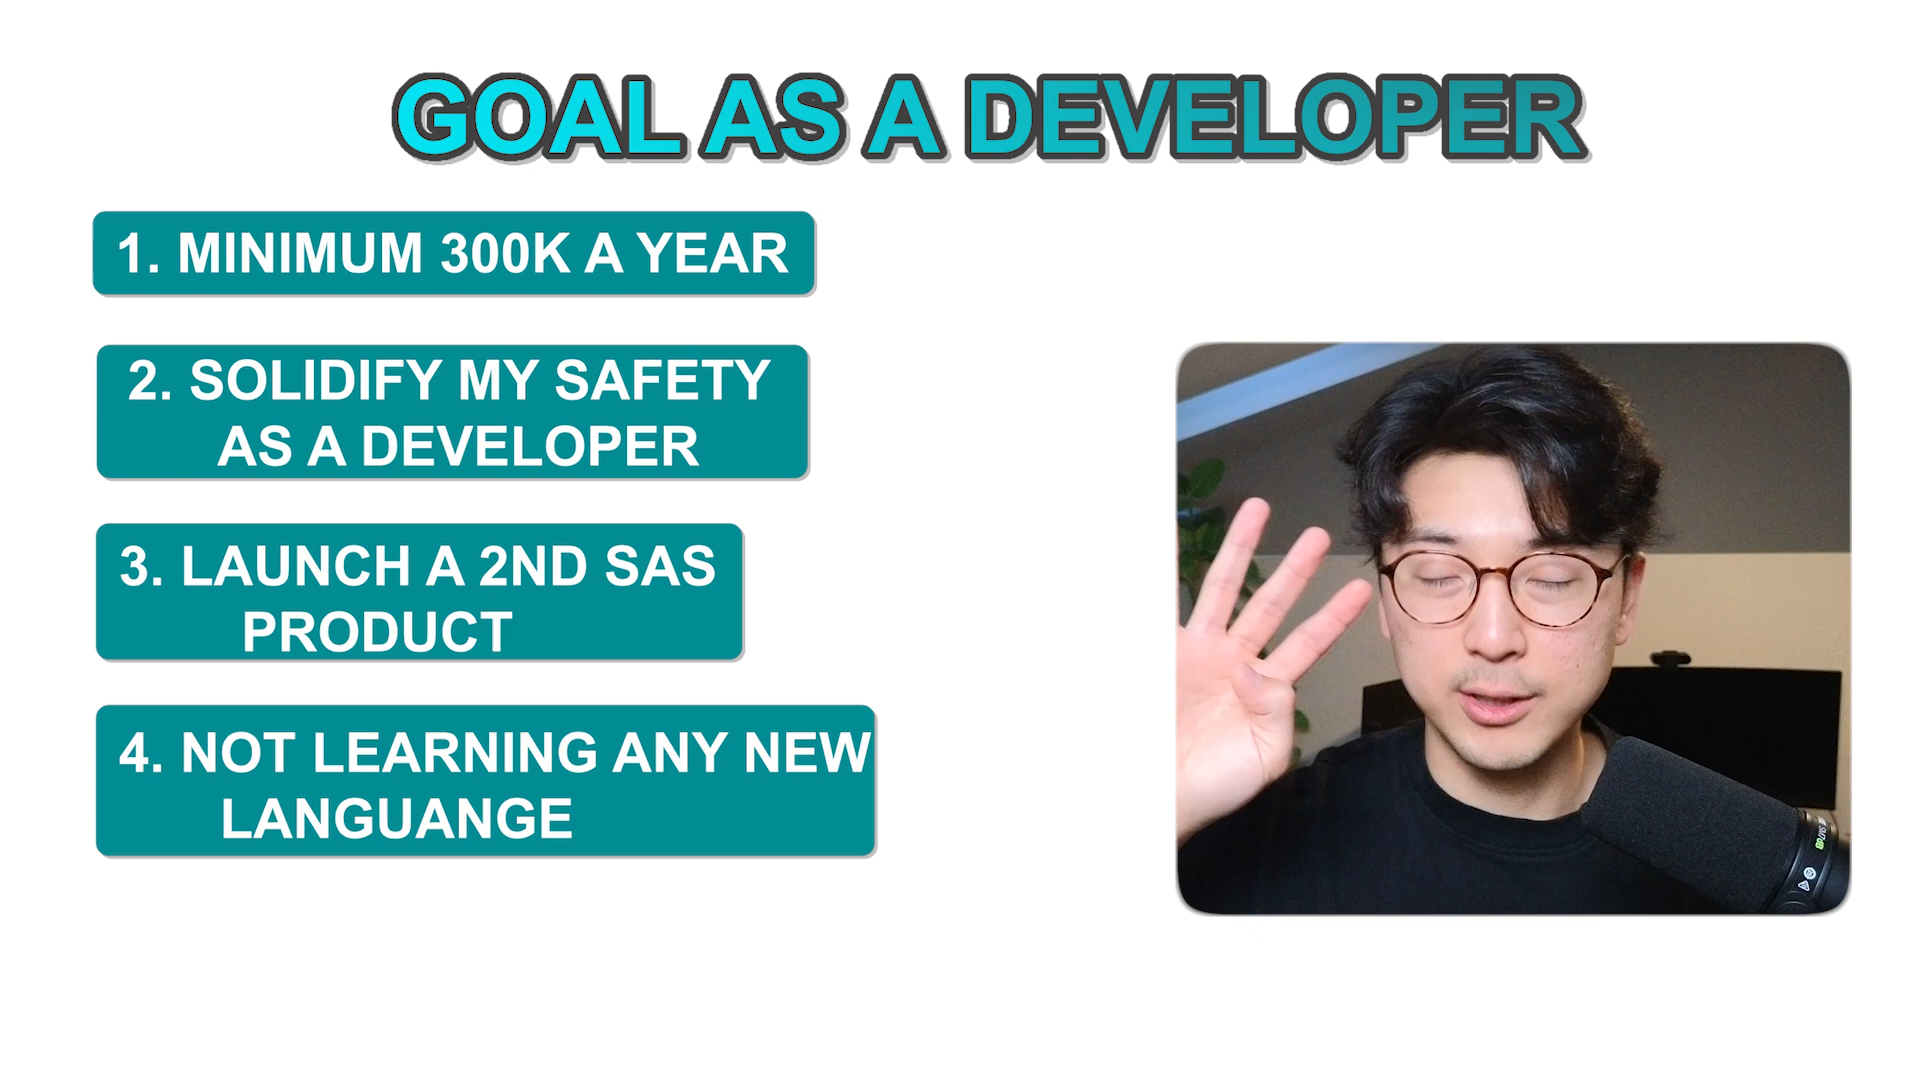 GOAL AS A DEVELOPER
1. MINIMUM 300K A YEAR
2. SOLIDIFY MY SAFETY
AS A DEVELOPER
3. LAUNCH A 2ND SAS
PRODUCT
4. NOT LEARNING ANY NEW
LANGUANGE